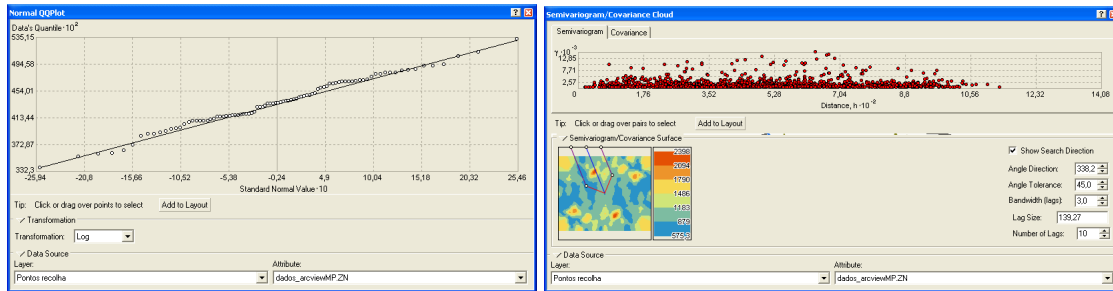 Normal QQPlot
Data's Quantile·10²
535,15
494,58
454,01
413,44
372,87
332,3
-25,94 -20,8 -15,66 -10,52 -5,38 -0,24 4,9 10,04 15,18 20,32 25,46
Standard Normal Value·10
Tip: Click or drag over points to select Add to Layout
Transformation
Transformation: Log
Data Source
Layer: Attribute:
Pontos recolha dados_arcviewMP.ZN
Semivariogram/Covariance Cloud
Semivariogram Covariance
γ·10⁻³
12,85
7,71
2,57
0 1,76 3,52 5,28 7,04 8,8 10,56 12,32 14,08
Distance, h·10⁻²
Tip: Click or drag over pairs to select Add to Layout
Semivariogram/Covariance Surface
2398
2094
1790
1486
1183
879
575,3
Show Search Direction
Angle Direction: 338,2
Angle Tolerance: 45,0
Bandwidth (lags): 3,0
Lag Size: 139,27
Number of Lags: 10
Data Source
Layer: Attribute:
Pontos recolha dados_arcviewMP.ZN